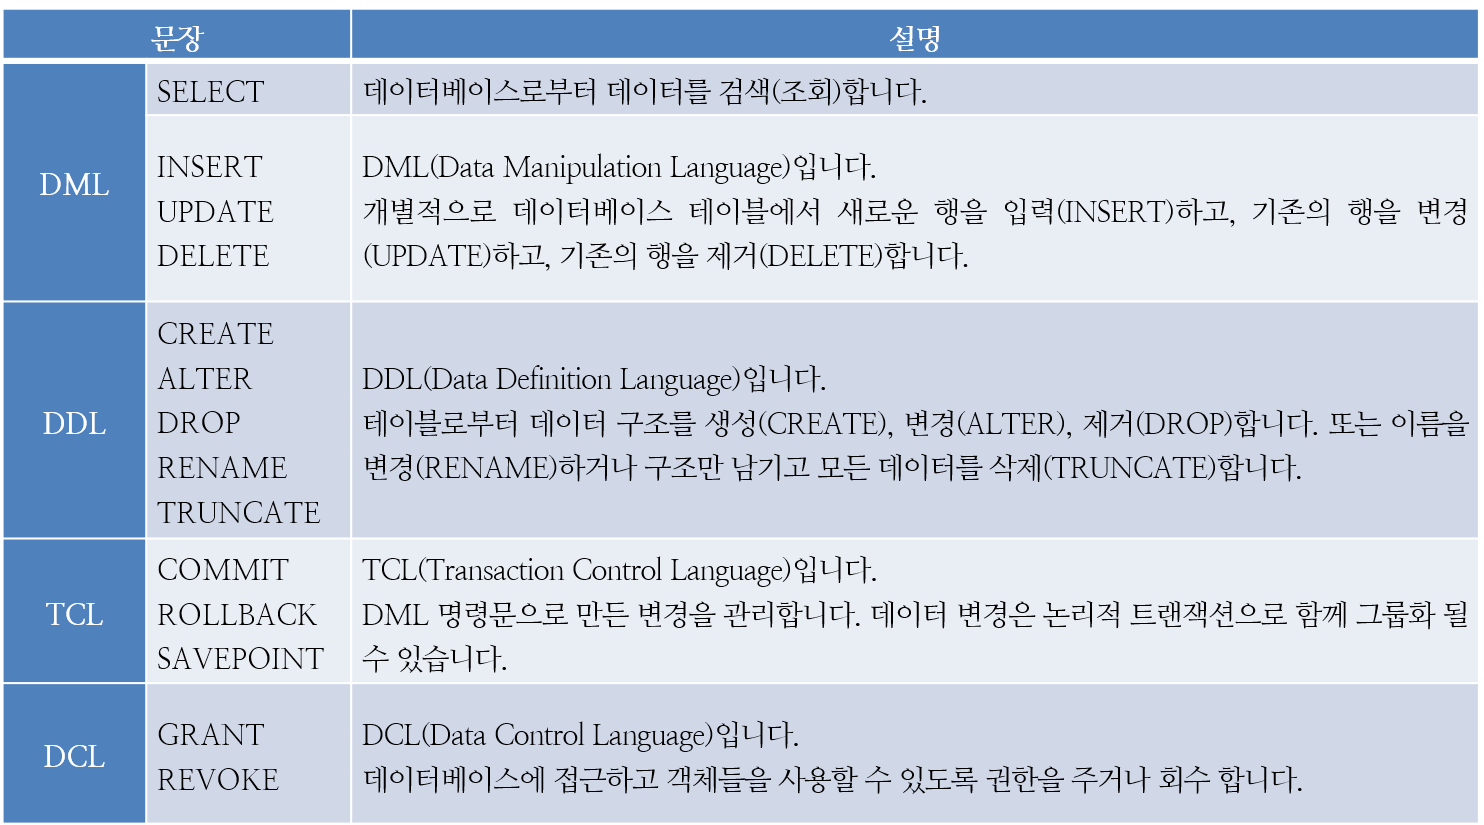 문장 설명
DML
SELECT 데이터베이스로부터 데이터를 검색(조회)합니다.
INSERT
UPDATE
DELETE
DML(Data Manipulation Language)입니다.
개별적으로 데이터베이스 테이블에서 새로운 행을 입력(INSERT)하고, 기존의 행을 변경
(UPDATE)하고, 기존의 행을 제거(DELETE)합니다.
DDL
CREATE
ALTER
DROP
RENAME
TRUNCATE
DDL(Data Definition Language)입니다.
테이블로부터 데이터 구조를 생성(CREATE), 변경(ALTER), 제거(DROP)합니다. 또는 이름을
변경(RENAME)하거나 구조만 남기고 모든 데이터를 삭제(TRUNCATE)합니다.
TCL
COMMIT
ROLLBACK
SAVEPOINT
TCL(Transaction Control Language)입니다.
DML 명령문으로 만든 변경을 관리합니다. 데이터 변경은 논리적 트랜잭션으로 함께 그룹화 될
수 있습니다.
DCL
GRANT
REVOKE
DCL(Data Control Language)입니다.
데이터베이스에 접근하고 객체들을 사용할 수 있도록 권한을 주거나 회수 합니다.